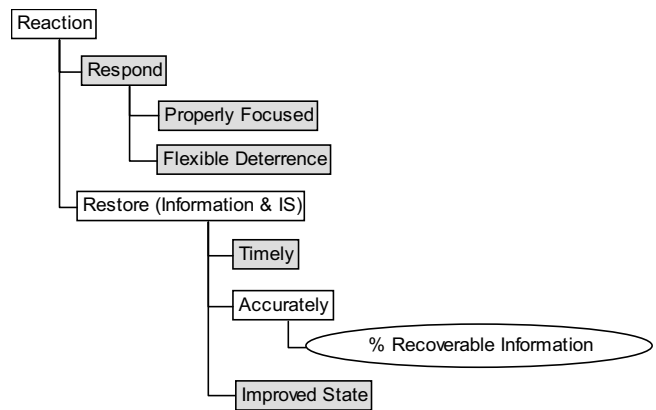 Reaction
Respond
Properly Focused
Flexible Deterrence
Restore (Information & IS)
Timely
Accurately
% Recoverable Information
Improved State